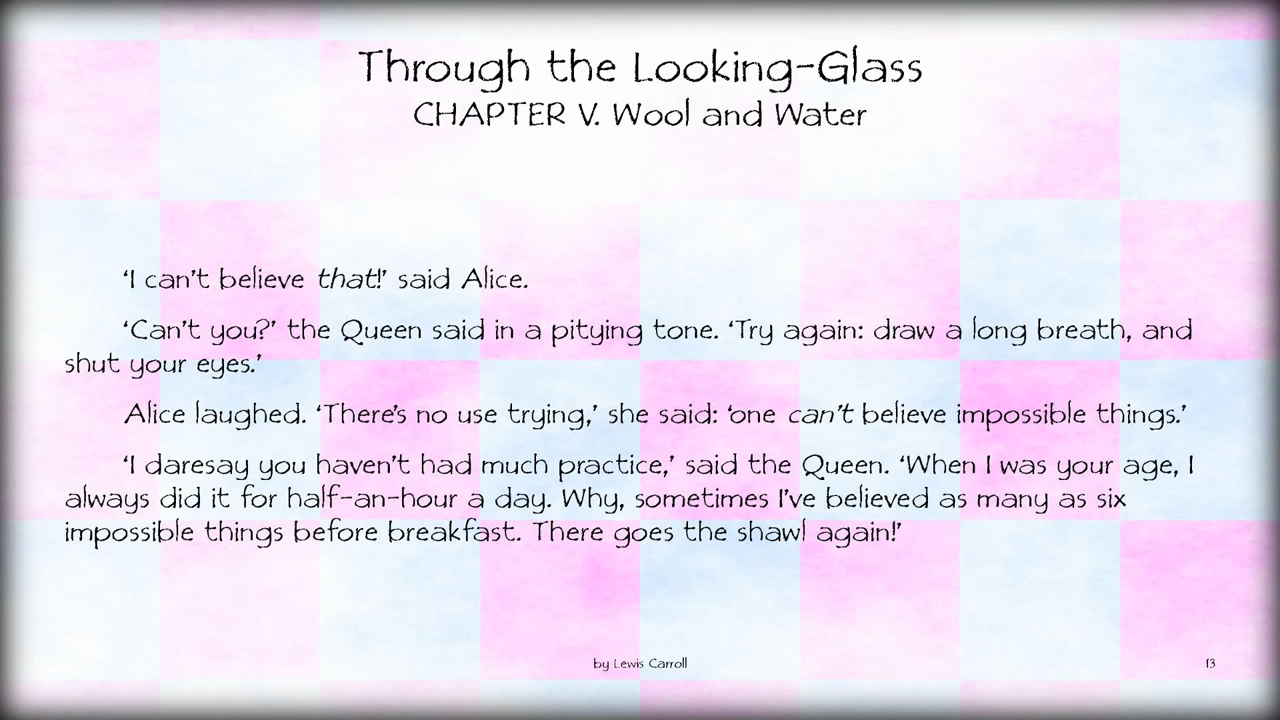 Through the Looking-Glass
CHAPTER V. Wool and Water
‘I can’t believe that!’ said Alice.
‘Can’t you?’ the Queen said in a pitying tone. ‘Try again: draw a long breath, and
shut your eyes.’
Alice laughed. ‘There’s no use trying,’ she said: ‘one can’t believe impossible things.’
‘I daresay you haven’t had much practice,’ said the Queen. ‘When I was your age, I
always did it for half-an-hour a day. Why, sometimes I’ve believed as many as six
impossible things before breakfast. There goes the shawl again!’
by Lewis Carroll
13